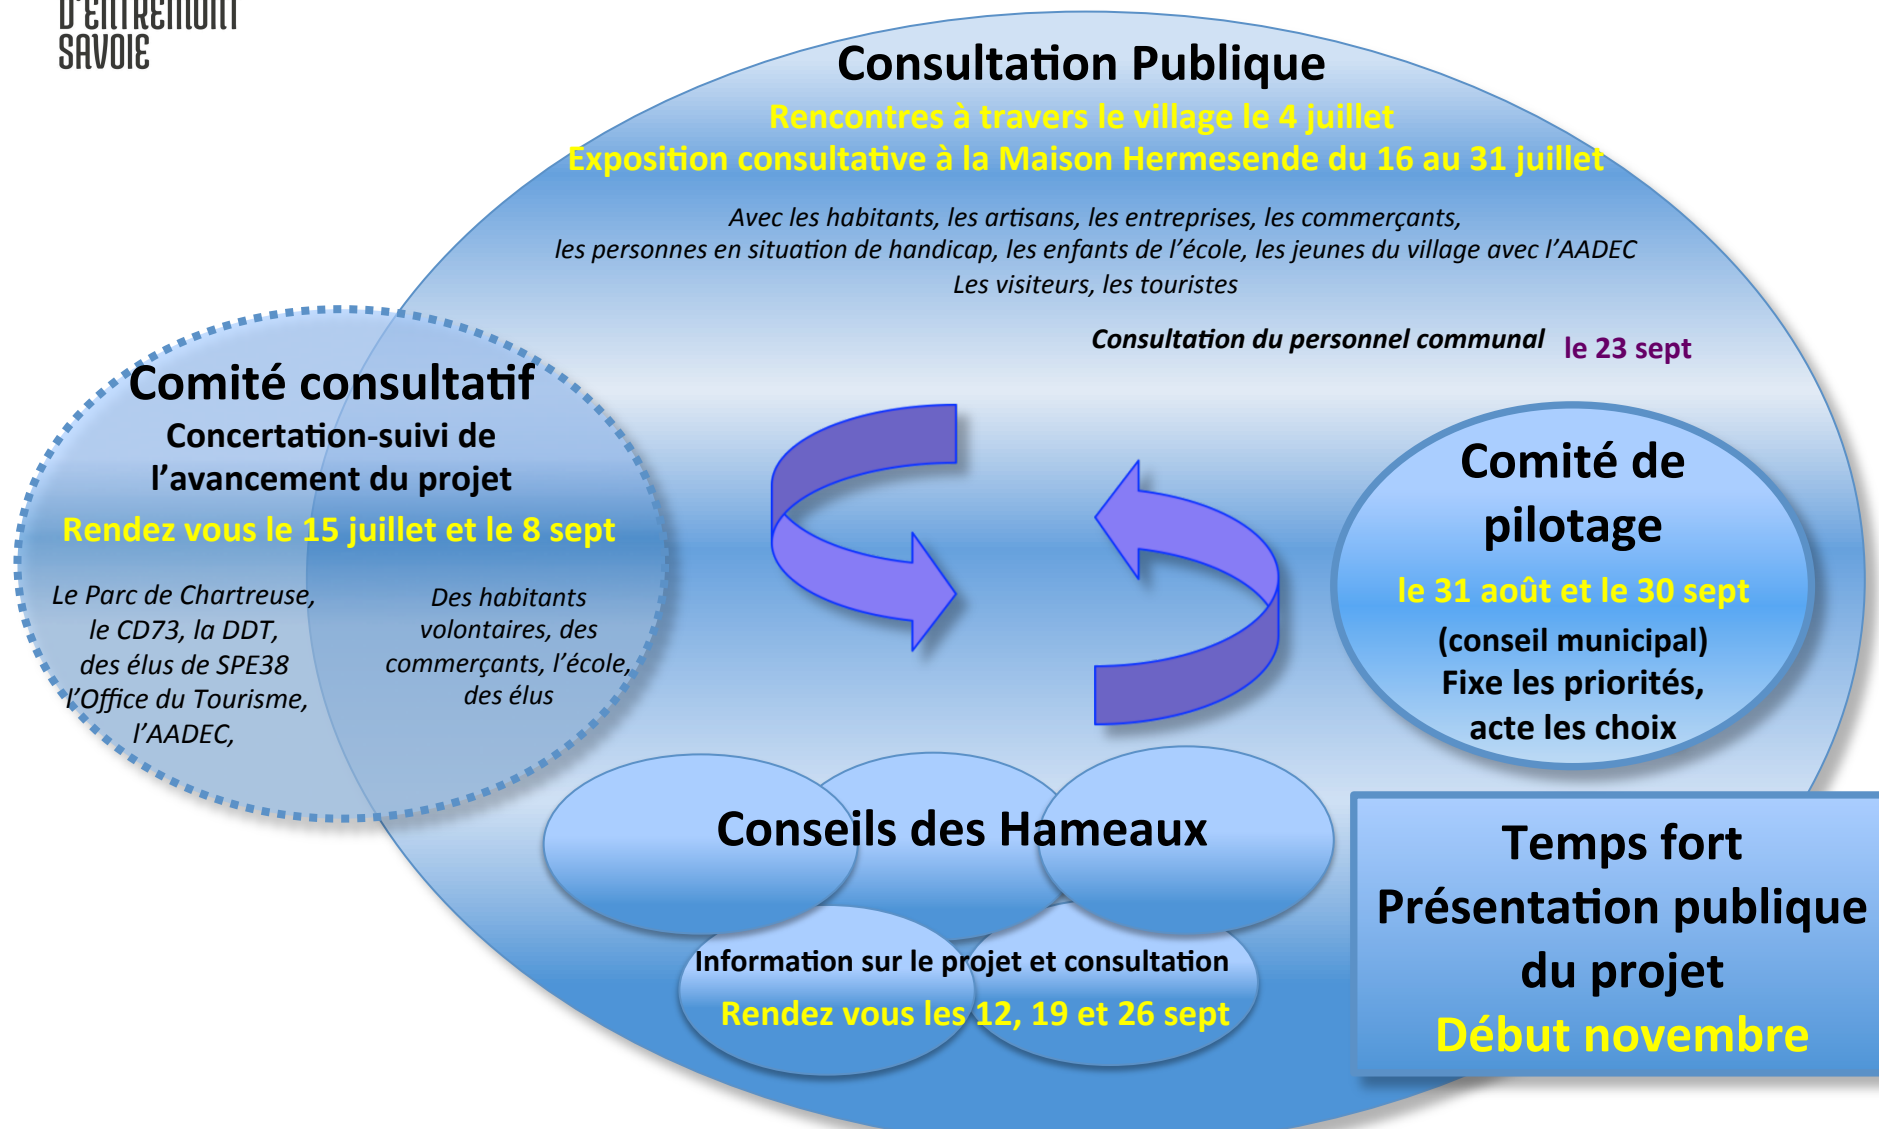 D'ENTREMONT
SAVOIE
Consultation Publique
Rencontres à travers le village le 4 juillet
Exposition consultative à la Maison Hermesende du 16 au 31 juillet
Avec les habitants, les artisans, les entreprises, les commerçants,
les personnes en situation de handicap, les enfants de l'école, les jeunes du village avec l'AADEC
Les visiteurs, les touristes
Consultation du personnel communal le 23 sept
Comité consultatif
Concertation-suivi de
l'avancement du projet
Rendez vous le 15 juillet et le 8 sept
Le Parc de Chartreuse,
le CD73, la DDT,
des élus de SPE38
l'Office du Tourisme,
l'AADEC,
Des habitants
volontaires, des
commerçants, l'école,
des élus
Comité de
pilotage
le 31 août et le 30 sept
(conseil municipal)
Fixe les priorités,
acte les choix
Conseils des Hameaux
Information sur le projet et consultation
Rendez vous les 12, 19 et 26 sept
Temps fort
Présentation publique
du projet
Début novembre